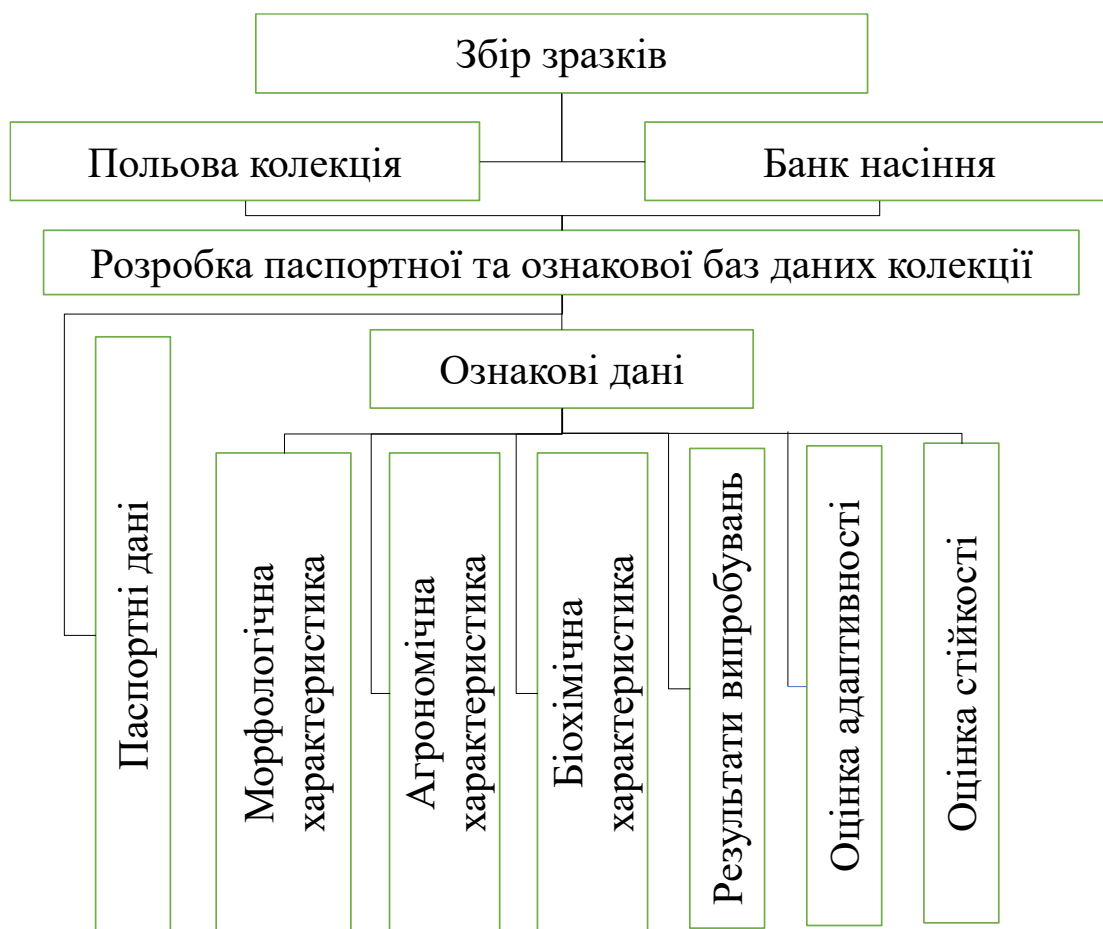 Збір зразків
Польова колекція
Банк насіння
Розробка паспортної та ознакової баз даних колекції
Ознакові дані
Паспортні дані
Морфологічна
характеристика
Агрономічна
характеристика
Біохімічна
характеристика
Результати випробувань
Оцінка адаптивності
Оцінка стійкості